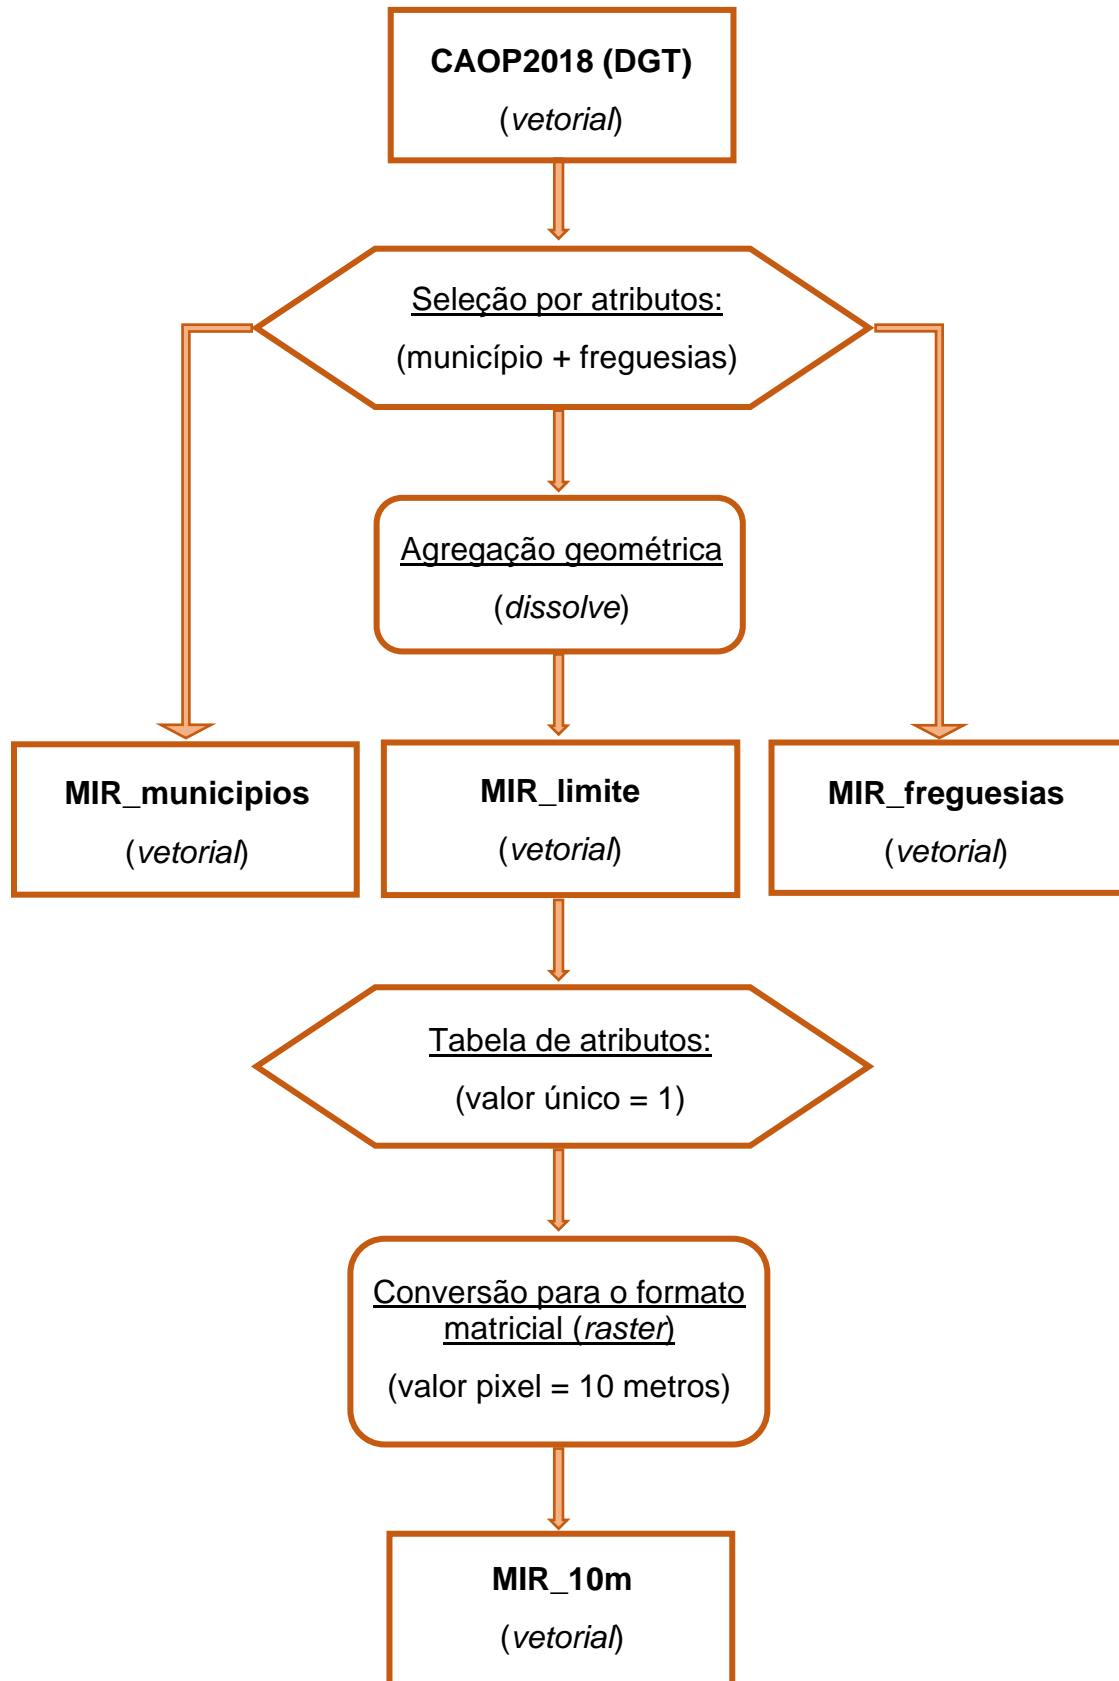 CAOP2018 (DGT)
(vetorial)
Seleção por atributos:
(município + freguesias)
Agregação geométrica
(dissolve)
MIR_municipios
(vetorial)
MIR_limite
(vetorial)
MIR_freguesias
(vetorial)
Tabela de atributos:
(valor único = 1)
Conversão para o formato
matricial (raster)
(valor pixel = 10 metros)
MIR_10m
(vetorial)